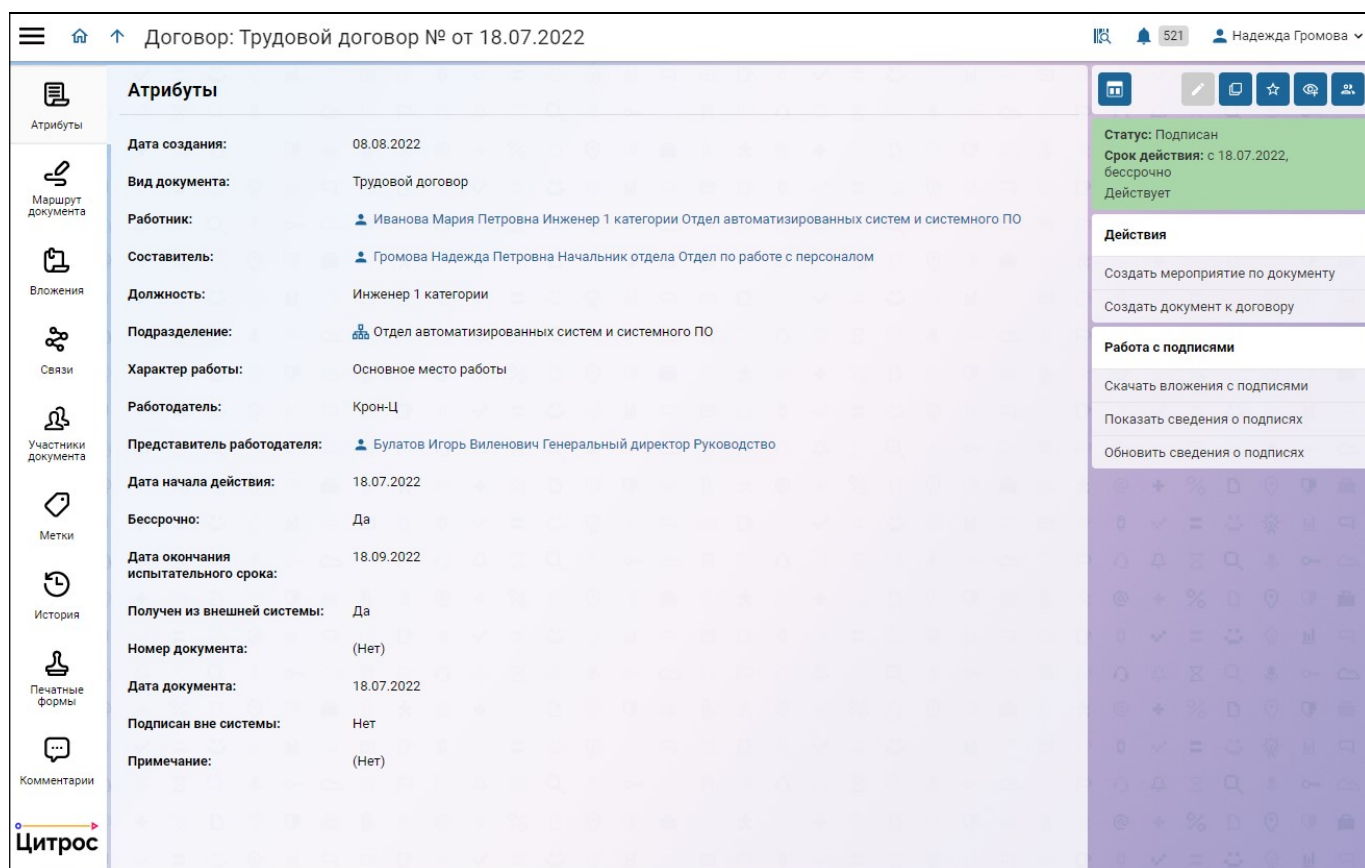 Договор: Трудовой договор № от 18.07.2022
521
Надежда Громова
Атрибуты
Маршрут
документа
Вложения
Связи
Участники
документа
Метки
История
Печатные
формы
Комментарии
Цитрос
Атрибуты
Дата создания: 08.08.2022
Вид документа: Трудовой договор
Работник: Иванова Мария Петровна Инженер 1 категории Отдел автоматизированных систем и системного ПО
Составитель: Громова Надежда Петровна Начальник отдела Отдел по работе с персоналом
Должность: Инженер 1 категории
Подразделение: Отдел автоматизированных систем и системного ПО
Характер работы: Основное место работы
Работодатель: Крон-Ц
Представитель работодателя: Булатов Игорь Виленович Генеральный директор Руководство
Дата начала действия: 18.07.2022
Бессрочно: Да
Дата окончания 18.09.2022
испытательного срока:
Получен из внешней системы: Да
Номер документа: (Нет)
Дата документа: 18.07.2022
Подписан вне системы: Нет
Примечание: (Нет)
Статус: Подписан
Срок действия: с 18.07.2022,
бессрочно
Действует
Действия
Создать мероприятие по документу
Создать документ к договору
Работа с подписями
Скачать вложения с подписями
Показать сведения о подписях
Обновить сведения о подписях